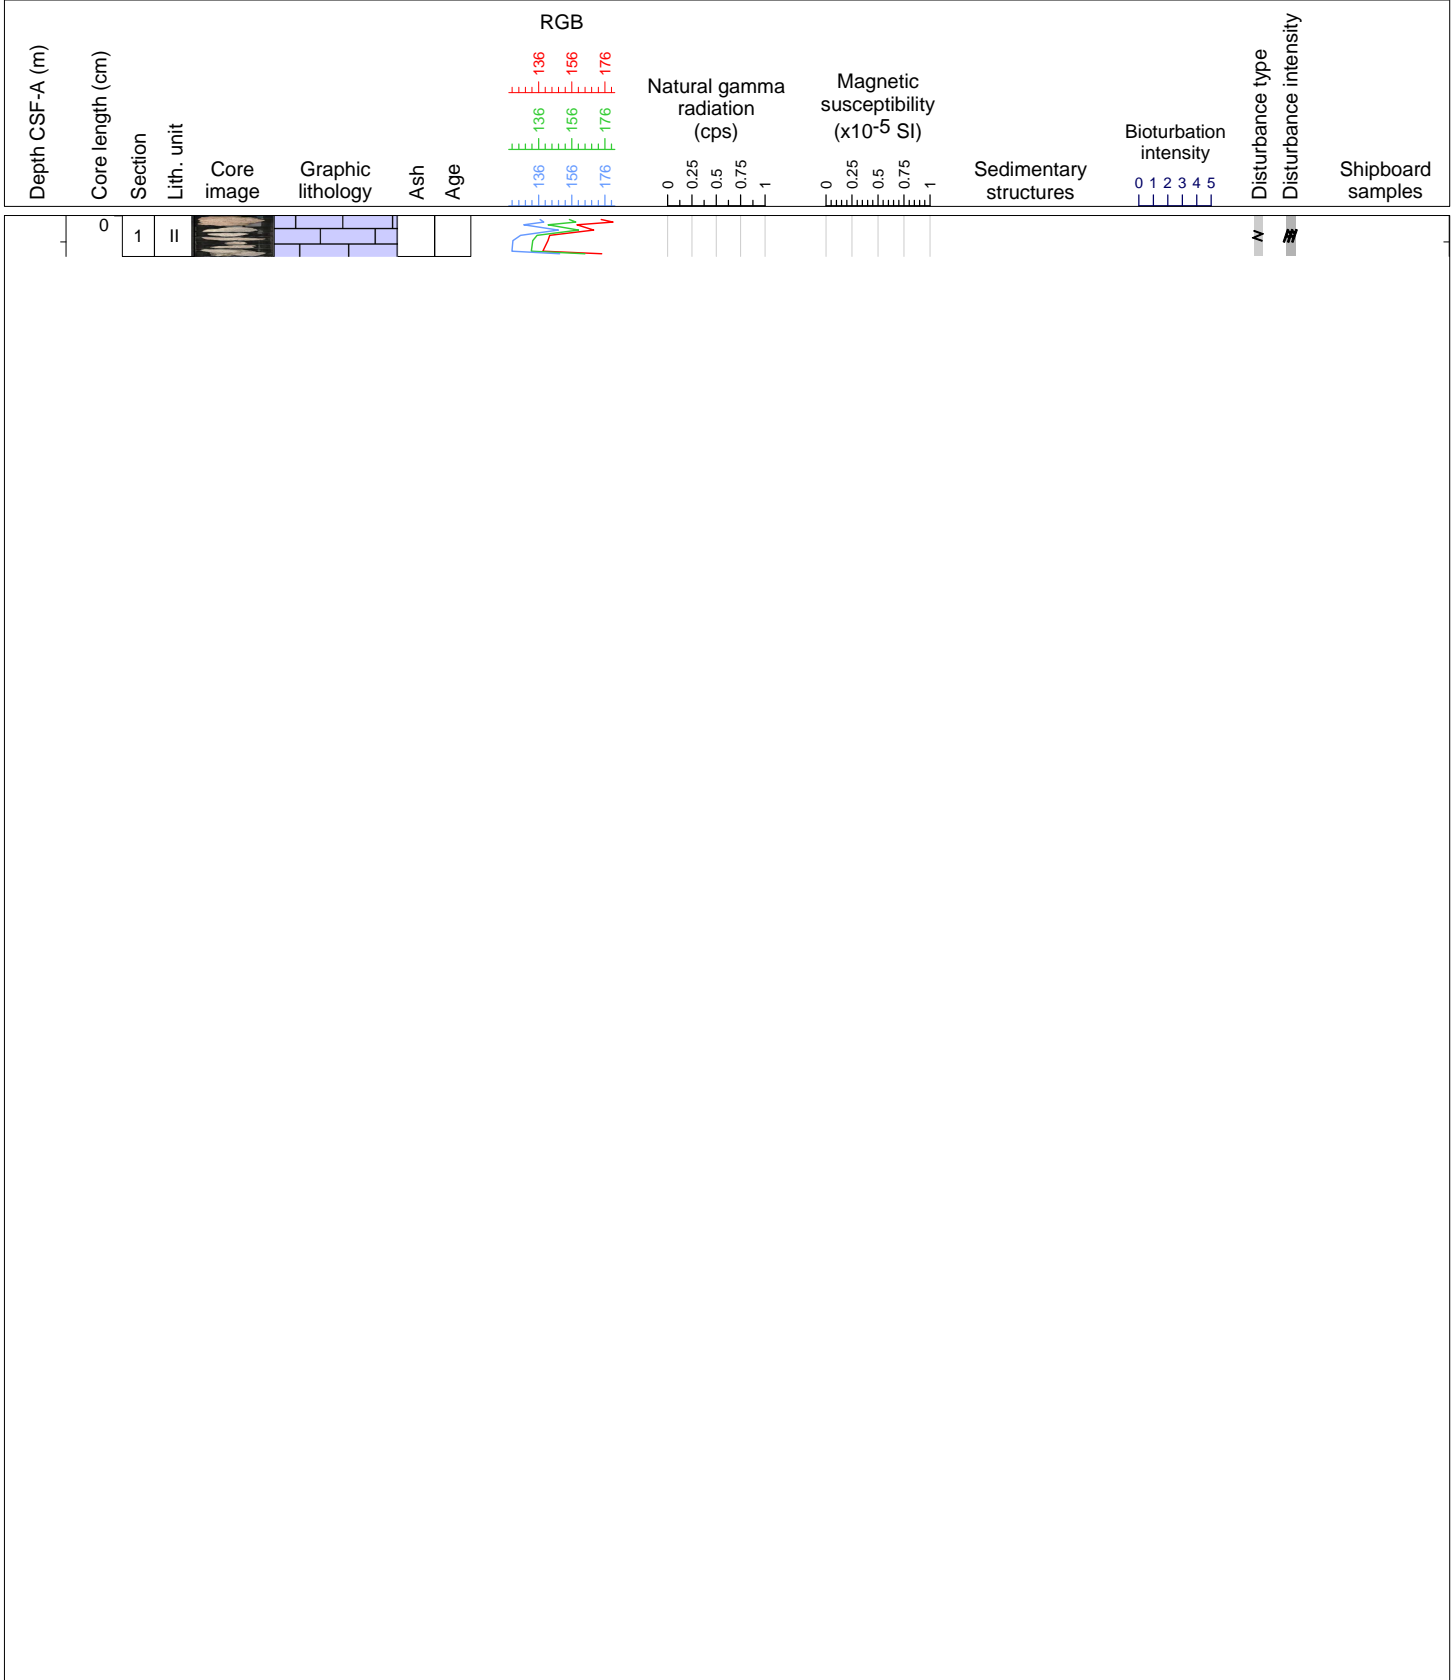 Depth CSF-A (m)
Core length (cm)
Section
Lith. unit
Core
image
Graphic
lithology
Ash
Age
RGB
136 156 176
136 156 176
136 156 176
Natural gamma
radiation
(cps)
0 0.25 0.5 0.75 1
Magnetic
susceptibility
(x10-5 SI)
0 0.25 0.5 0.75 1
Sedimentary
structures
Bioturbation
intensity
0 1 2 3 4 5
Disturbance type
Disturbance intensity
Shipboard
samples
0
1
II